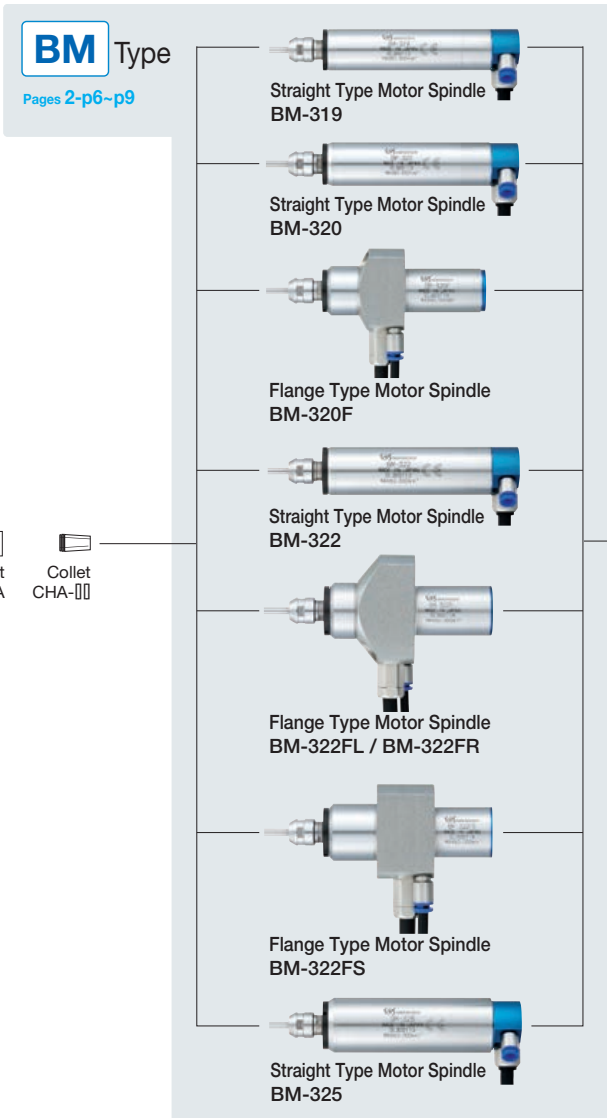 BM Type
Pages 2-p6~p9
Straight Type Motor Spindle
BM-319
Straight Type Motor Spindle
BM-320
Flange Type Motor Spindle
BM-320F
Straight Type Motor Spindle
BM-322
Collet
CHA-▯▯
Flange Type Motor Spindle
BM-322FL / BM-322FR
Flange Type Motor Spindle
BM-322FS
Straight Type Motor Spindle
BM-325